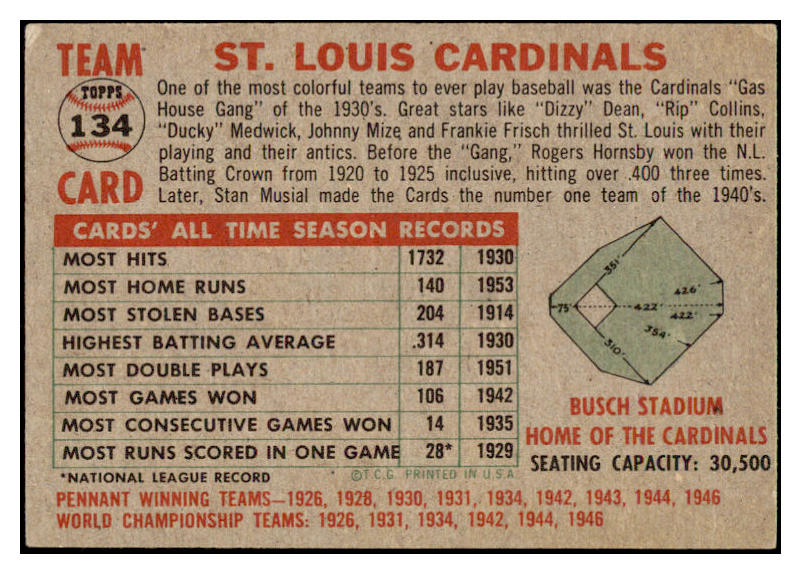 TEAM
TOPPS
134
CARD
ST. LOUIS CARDINALS
One of the most colorful teams to ever play baseball was the Cardinals "Gas
House Gang" of the 1930's. Great stars like "Dizzy" Dean, "Rip" Collins,
"Ducky" Medwick, Johnny Mize and Frankie Frisch thrilled St. Louis with their
playing and their antics. Before the "Gang," Rogers Hornsby won the N.L.
Batting Crown from 1920 to 1925 inclusive, hitting over .400 three times.
Later, Stan Musial made the Cards the number one team of the 1940's.
CARDS' ALL TIME SEASON RECORDS
MOST HITS 1732 1930
MOST HOME RUNS 140 1953
MOST STOLEN BASES 204 1914
HIGHEST BATTING AVERAGE .314 1930
MOST DOUBLE PLAYS 187 1951
MOST GAMES WON 106 1942
MOST CONSECUTIVE GAMES WON 14 1935
MOST RUNS SCORED IN ONE GAME 28* 1929
*NATIONAL LEAGUE RECORD
©T.C.G. PRINTED IN U.S.A.
351'
426'
75'
422'
422'
354'
310'
BUSCH STADIUM
HOME OF THE CARDINALS
SEATING CAPACITY: 30,500
PENNANT WINNING TEAMS—1926, 1928, 1930, 1931, 1934, 1942, 1943, 1944, 1946
WORLD CHAMPIONSHIP TEAMS: 1926, 1931, 1934, 1942, 1944, 1946